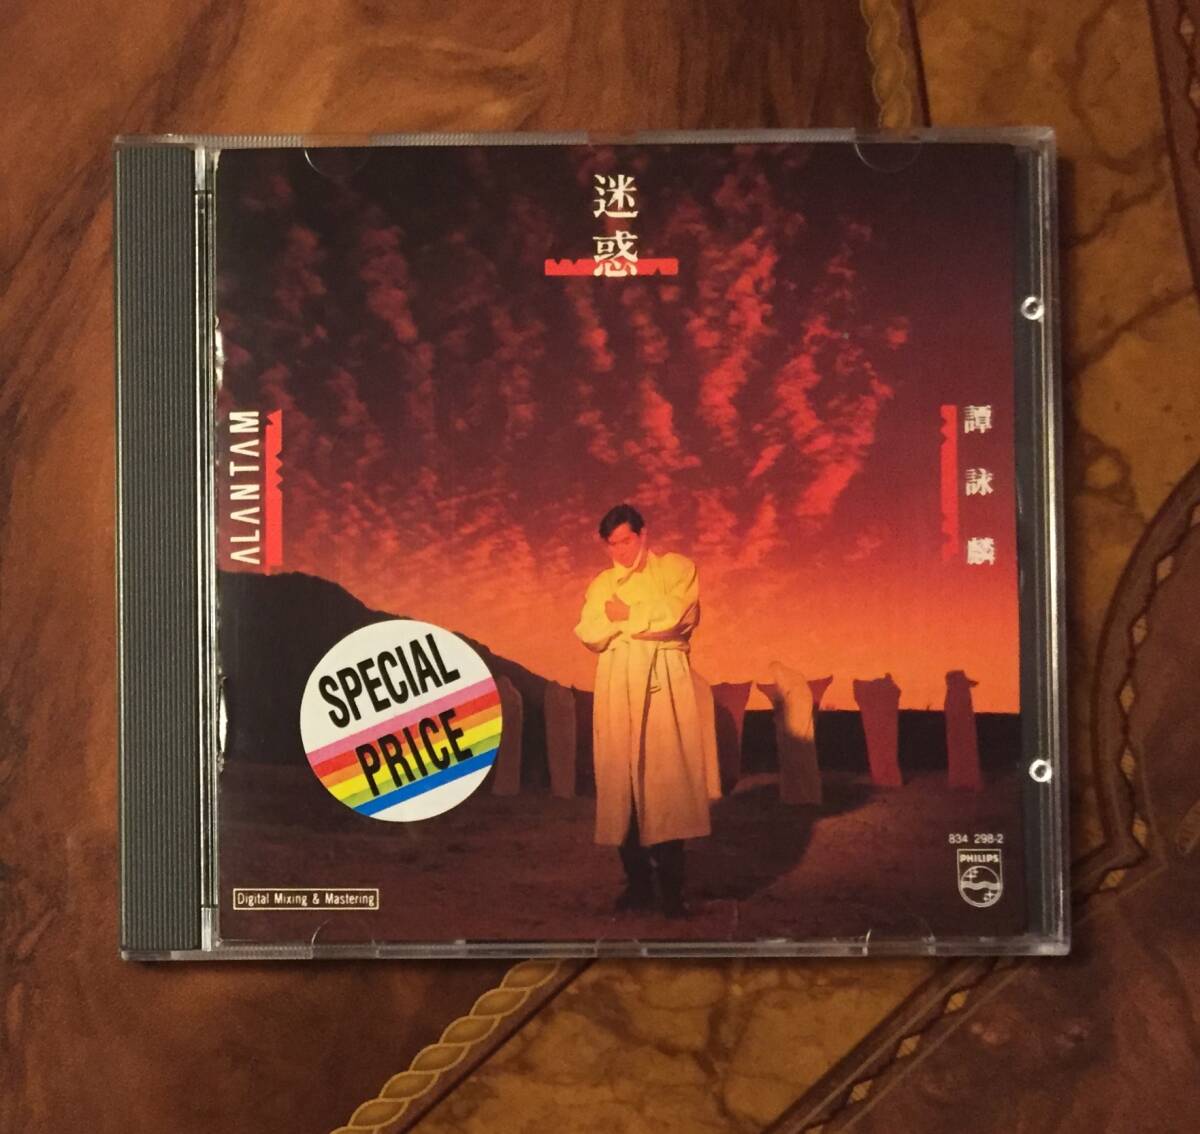 迷惑
ALAN TAM
譚詠麟
SPECIAL
PRICE
834 298-2
PHILIPS
Digital Mixing & Mastering